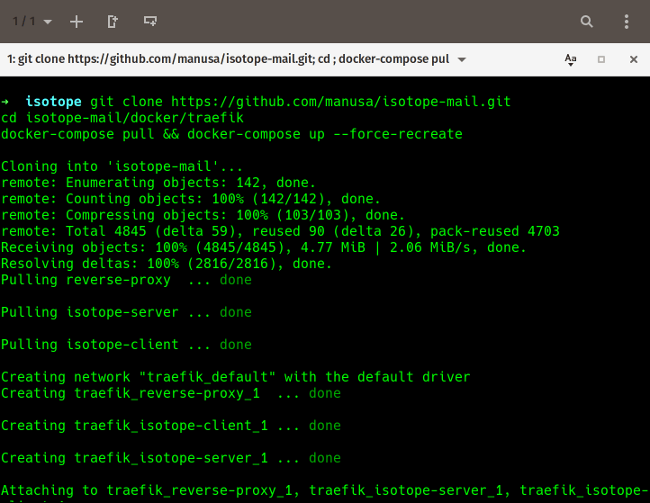 1 / 1
1: git clone https://github.com/manusa/isotope-mail.git; cd ; docker-compose pul
Aa
➜  isotope git clone https://github.com/manusa/isotope-mail.git
cd isotope-mail/docker/traefik
docker-compose pull && docker-compose up --force-recreate
Cloning into 'isotope-mail'...
remote: Enumerating objects: 142, done.
remote: Counting objects: 100% (142/142), done.
remote: Compressing objects: 100% (103/103), done.
remote: Total 4845 (delta 59), reused 90 (delta 26), pack-reused 4703
Receiving objects: 100% (4845/4845), 4.77 MiB | 2.06 MiB/s, done.
Resolving deltas: 100% (2816/2816), done.
Pulling reverse-proxy  ... done
Pulling isotope-server ... done
Pulling isotope-client ... done
Creating network "traefik_default" with the default driver
Creating traefik_reverse-proxy_1  ... done
Creating traefik_isotope-client_1 ... done
Creating traefik_isotope-server_1 ... done
Attaching to traefik_reverse-proxy_1, traefik_isotope-server_1, traefik_isotope-